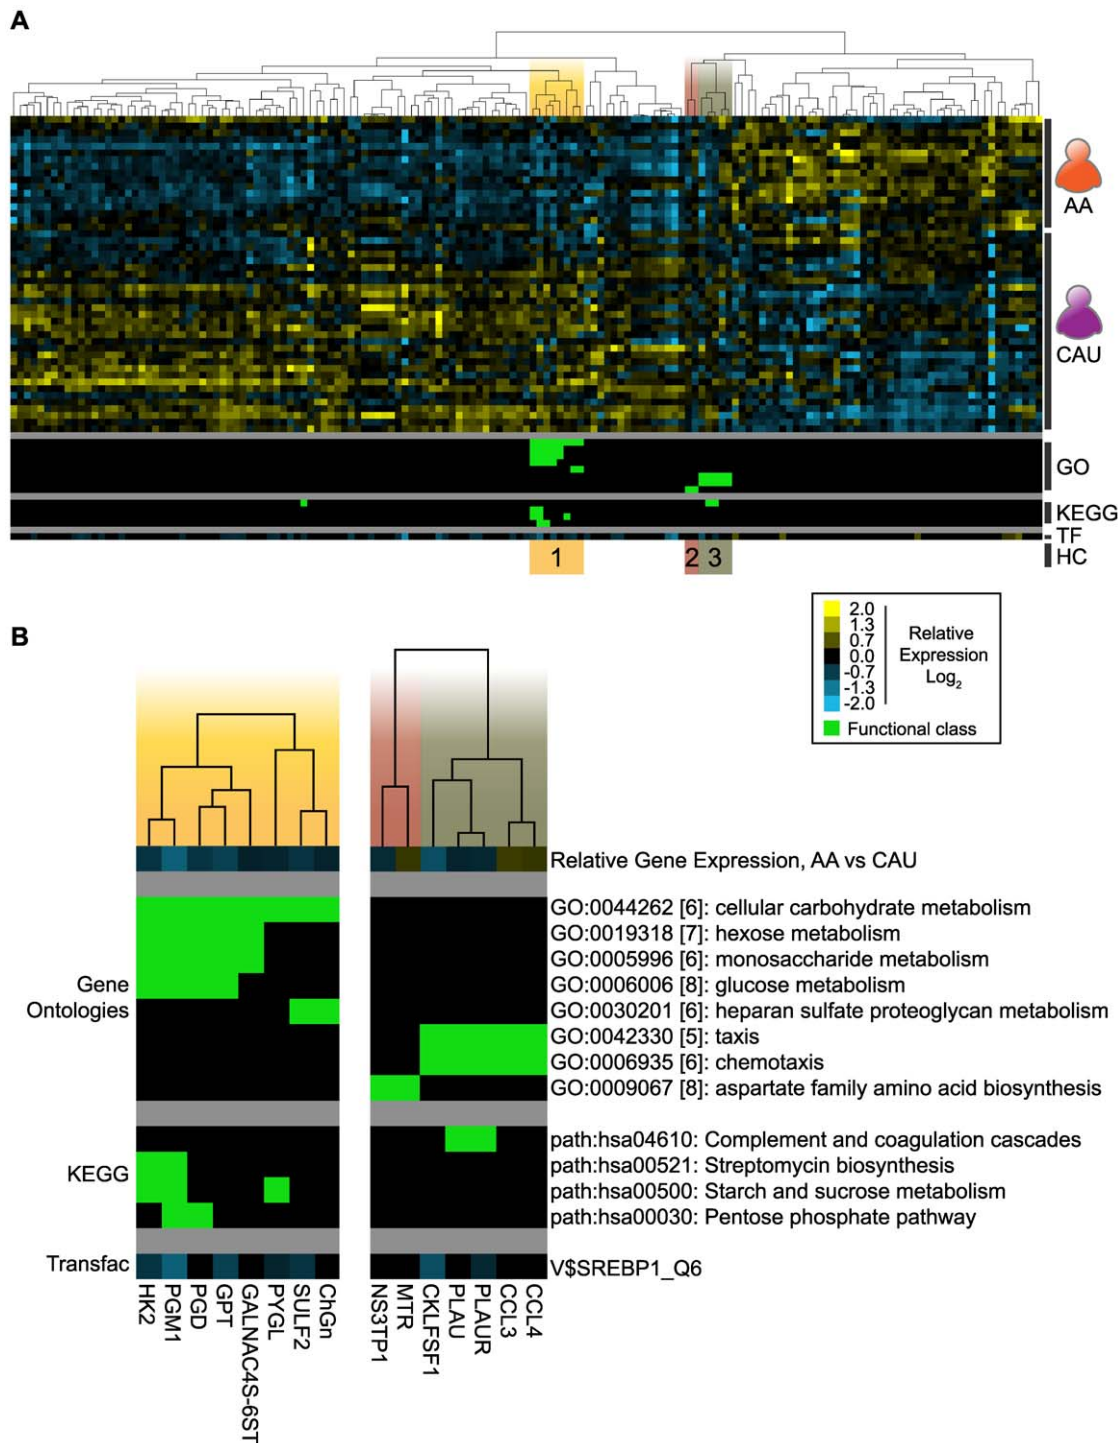 A
AA
CAU
GO
KEGG
TF
HC
1
2
3
2.0
1.3
0.7
0.0
-0.7
-1.3
-2.0
Relative
Expression
Log2
Functional class
B
Relative Gene Expression, AA vs CAU
GO:0044262 [6]: cellular carbohydrate metabolism
GO:0019318 [7]: hexose metabolism
GO:0005996 [6]: monosaccharide metabolism
Gene
Ontologies
GO:0006006 [8]: glucose metabolism
GO:0030201 [6]: heparan sulfate proteoglycan metabolism
GO:0042330 [5]: taxis
GO:0006935 [6]: chemotaxis
GO:0009067 [8]: aspartate family amino acid biosynthesis
path:hsa04610: Complement and coagulation cascades
path:hsa00521: Streptomycin biosynthesis
KEGG
path:hsa00500: Starch and sucrose metabolism
path:hsa00030: Pentose phosphate pathway
Transfac
V$SREBP1_Q6
HK2
PGM1
PGD
GPT
GALNAC4S-6ST
PYGL
SULF2
ChGn
NS3TP1
MTR
CKLFSF1
PLAU
PLAUR
CCL3
CCL4